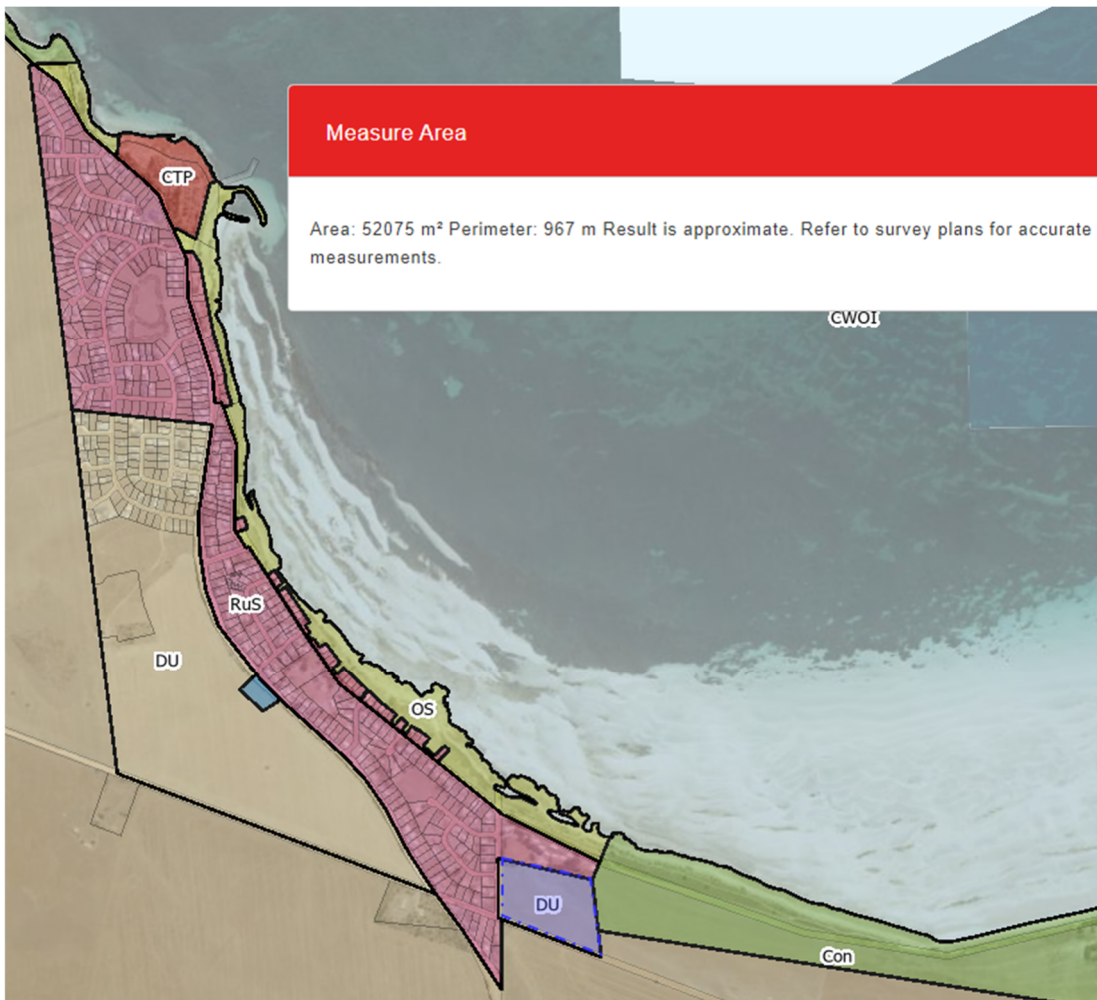 Measure Area
CTP
Area: 52075 m² Perimeter: 967 m Result is approximate. Refer to survey plans for accurate
measurements.
CWOI
RuS
DU
OS
DU
Con